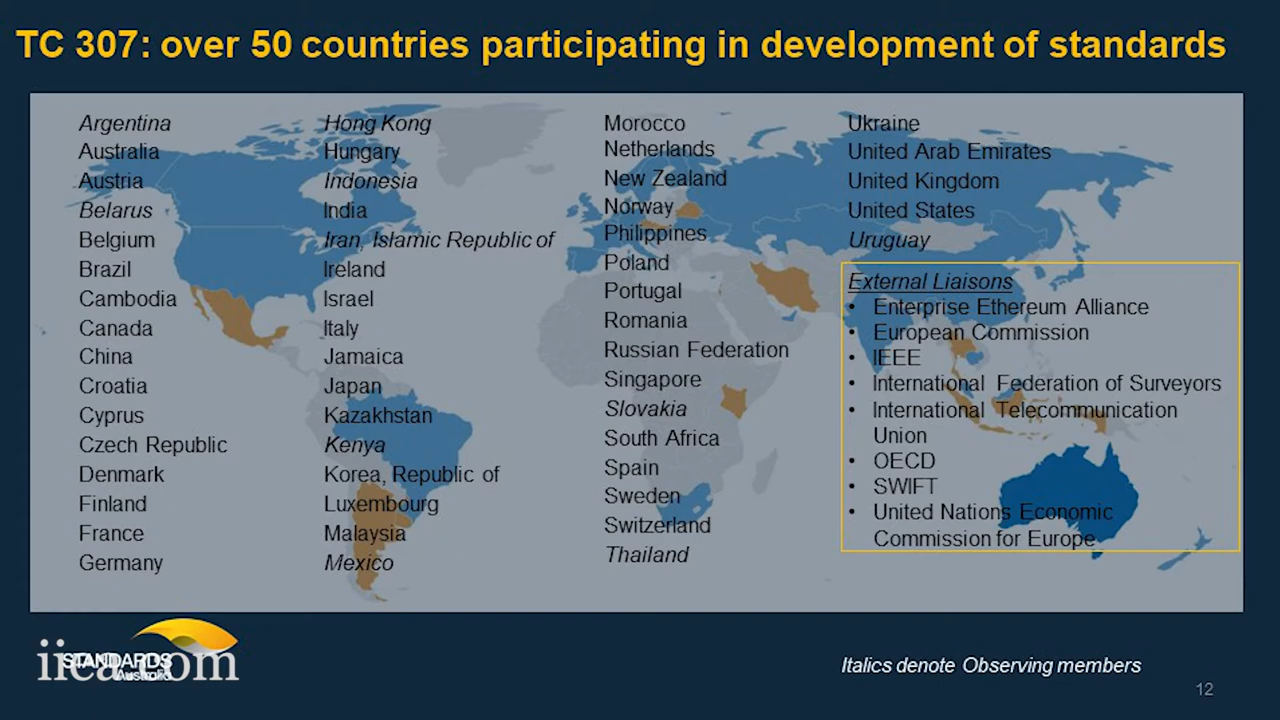 TC 307: over 50 countries participating in development of standards
Argentina
Australia
Austria
Belarus
Belgium
Brazil
Cambodia
Canada
China
Croatia
Cyprus
Czech Republic
Denmark
Finland
France
Germany
Hong Kong
Hungary
Indonesia
India
Iran, Islamic Republic of
Ireland
Israel
Italy
Jamaica
Japan
Kazakhstan
Kenya
Korea, Republic of
Luxembourg
Malaysia
Mexico
Morocco
Netherlands
New Zealand
Norway
Philippines
Poland
Portugal
Romania
Russian Federation
Singapore
Slovakia
South Africa
Spain
Sweden
Switzerland
Thailand
Ukraine
United Arab Emirates
United Kingdom
United States
Uruguay
External Liaisons
• Enterprise Ethereum Alliance
• European Commission
• IEEE
• International Federation of Surveyors
• International Telecommunication
Union
• OECD
• SWIFT
• United Nations Economic
Commission for Europe
iiea.com
STANDARDS
Australia
Italics denote Observing members
12